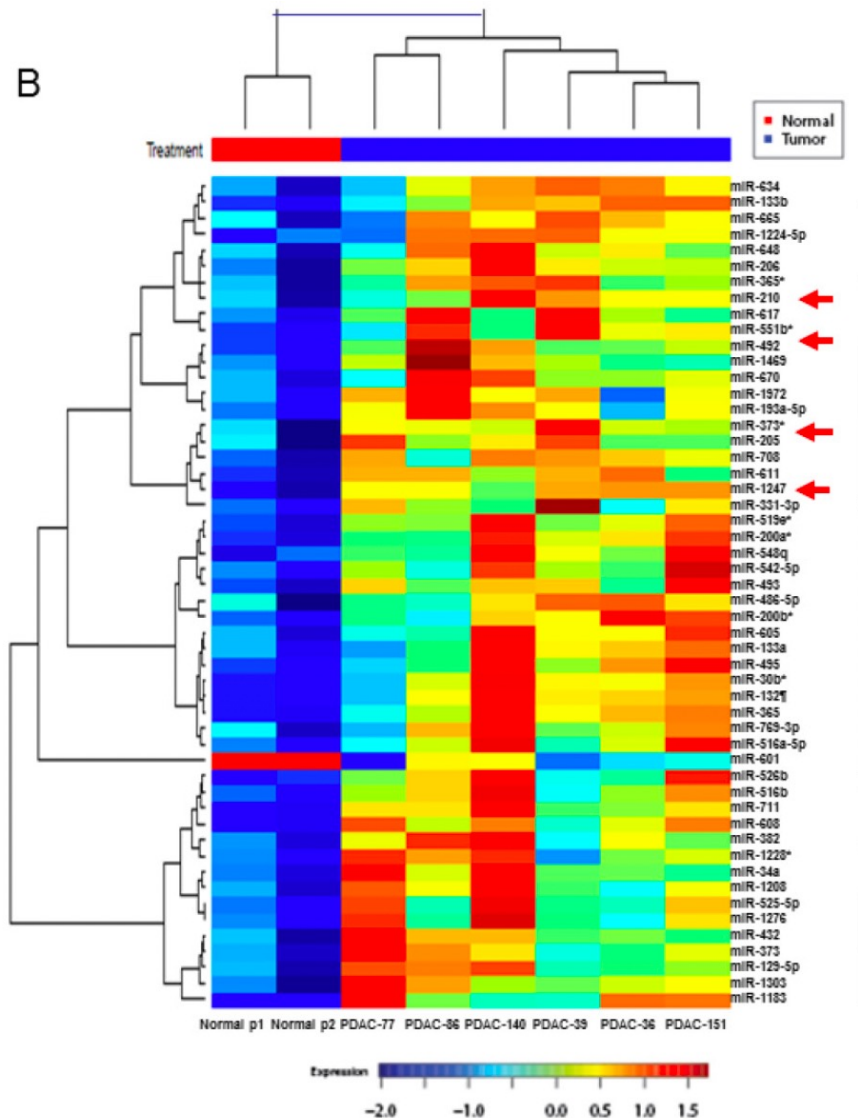 B
Normal
Tumor
Treatment
miR-634
miR-133b
miR-665
miR-1224-5p
miR-648
miR-206
miR-365*
miR-210
miR-617
miR-551b*
miR-492
miR-1469
miR-670
miR-1972
miR-193a-5p
miR-373*
miR-205
miR-708
miR-611
miR-1247
miR-331-3p
miR-519e*
miR-200a*
miR-548q
miR-542-5p
miR-493
miR-486-5p
miR-200b*
miR-605
miR-133a
miR-495
miR-30b*
miR-132¶
miR-365
miR-769-3p
miR-516a-5p
miR-601
miR-526b
miR-516b
miR-711
miR-608
miR-382
miR-1228*
miR-34a
miR-1208
miR-525-5p
miR-1276
miR-432
miR-373
miR-129-5p
miR-1303
miR-1183
Normal p1 Normal p2 PDAC-77 PDAC-86 PDAC-140 PDAC-39 PDAC-36 PDAC-151
Expression
−2.0 −1.0 0.0 0.5 1.0 1.5